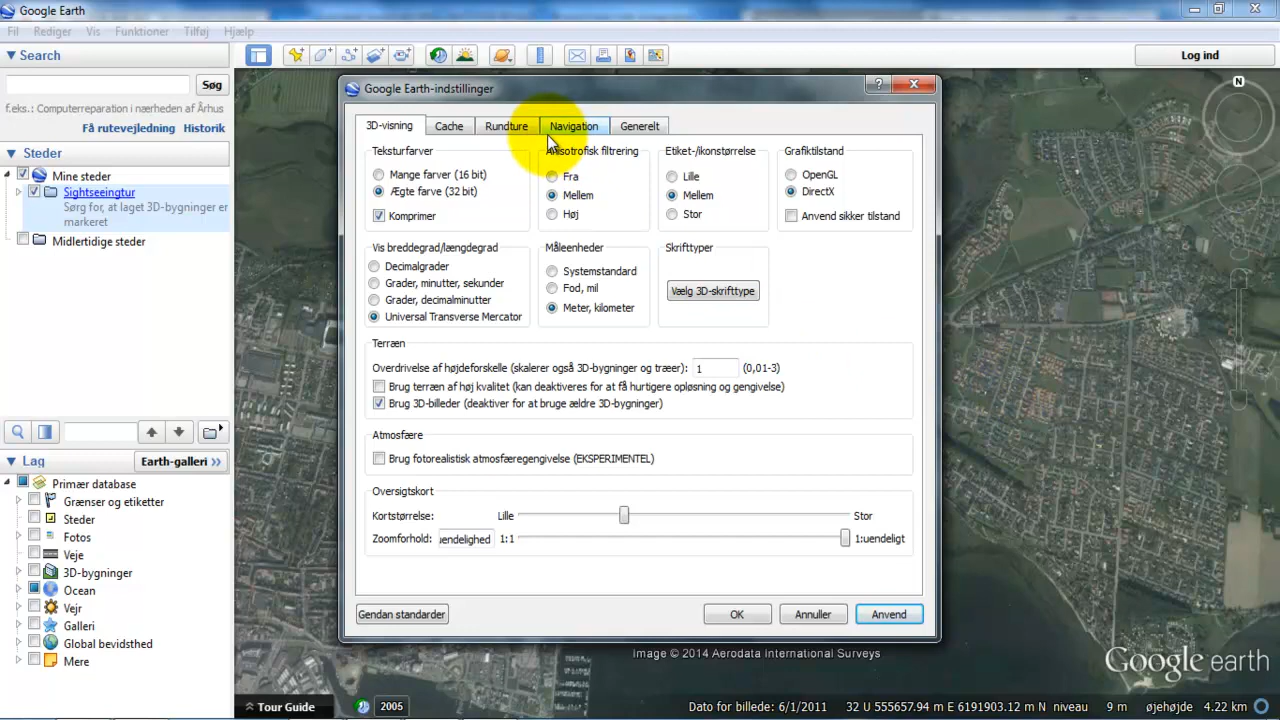 Google Earth
Fil Rediger Vis Funktioner Tilføj Hjælp
Search
Søg
f.eks.: Computerreparation i nærheden af Århus
Få rutevejledning Historik
Steder
Mine steder
Sightseeingtur
Sørg for, at laget 3D-bygninger er
markeret
Midlertidige steder
Lag
Earth-galleri >>
Primær database
Grænser og etiketter
Steder
Fotos
Veje
3D-bygninger
Ocean
Vejr
Galleri
Global bevidsthed
Mere
Log ind
N
Google Earth-indstillinger
3D-visning Cache Rundture Navigation Generelt
Teksturfarver
Mange farver (16 bit)
Ægte farve (32 bit)
Komprimer
Anisotrofisk filtrering
Fra
Mellem
Høj
Etiket-/ikonstørrelse
Lille
Mellem
Stor
Grafiktilstand
OpenGL
DirectX
Anvend sikker tilstand
Vis breddegrad/længdegrad
Decimalgrader
Grader, minutter, sekunder
Grader, decimalminutter
Universal Transverse Mercator
Måleenheder
Systemstandard
Fod, mil
Meter, kilometer
Skrifttyper
Vælg 3D-skrifttype
Terræn
Overdrivelse af højdeforskelle (skalerer også 3D-bygninger og træer): 1 (0,01-3)
Brug terræn af høj kvalitet (kan deaktiveres for at få hurtigere opløsning og gengivelse)
Brug 3D-billeder (deaktiver for at bruge ældre 3D-bygninger)
Atmosfære
Brug fotorealistisk atmosfæregengivelse (EKSPERIMENTEL)
Oversigtskort
Kortstørrelse: Lille Stor
Zoomforhold: uendelighed 1:1 1:uendeligt
Gendan standarder OK Annuller Anvend
Image © 2014 Aerodata International Surveys
Google earth
Tour Guide 2005 Dato for billede: 6/1/2011 32 U 555657.94 m E 6191903.12 m N niveau 9 m øjehøjde 4.22 km